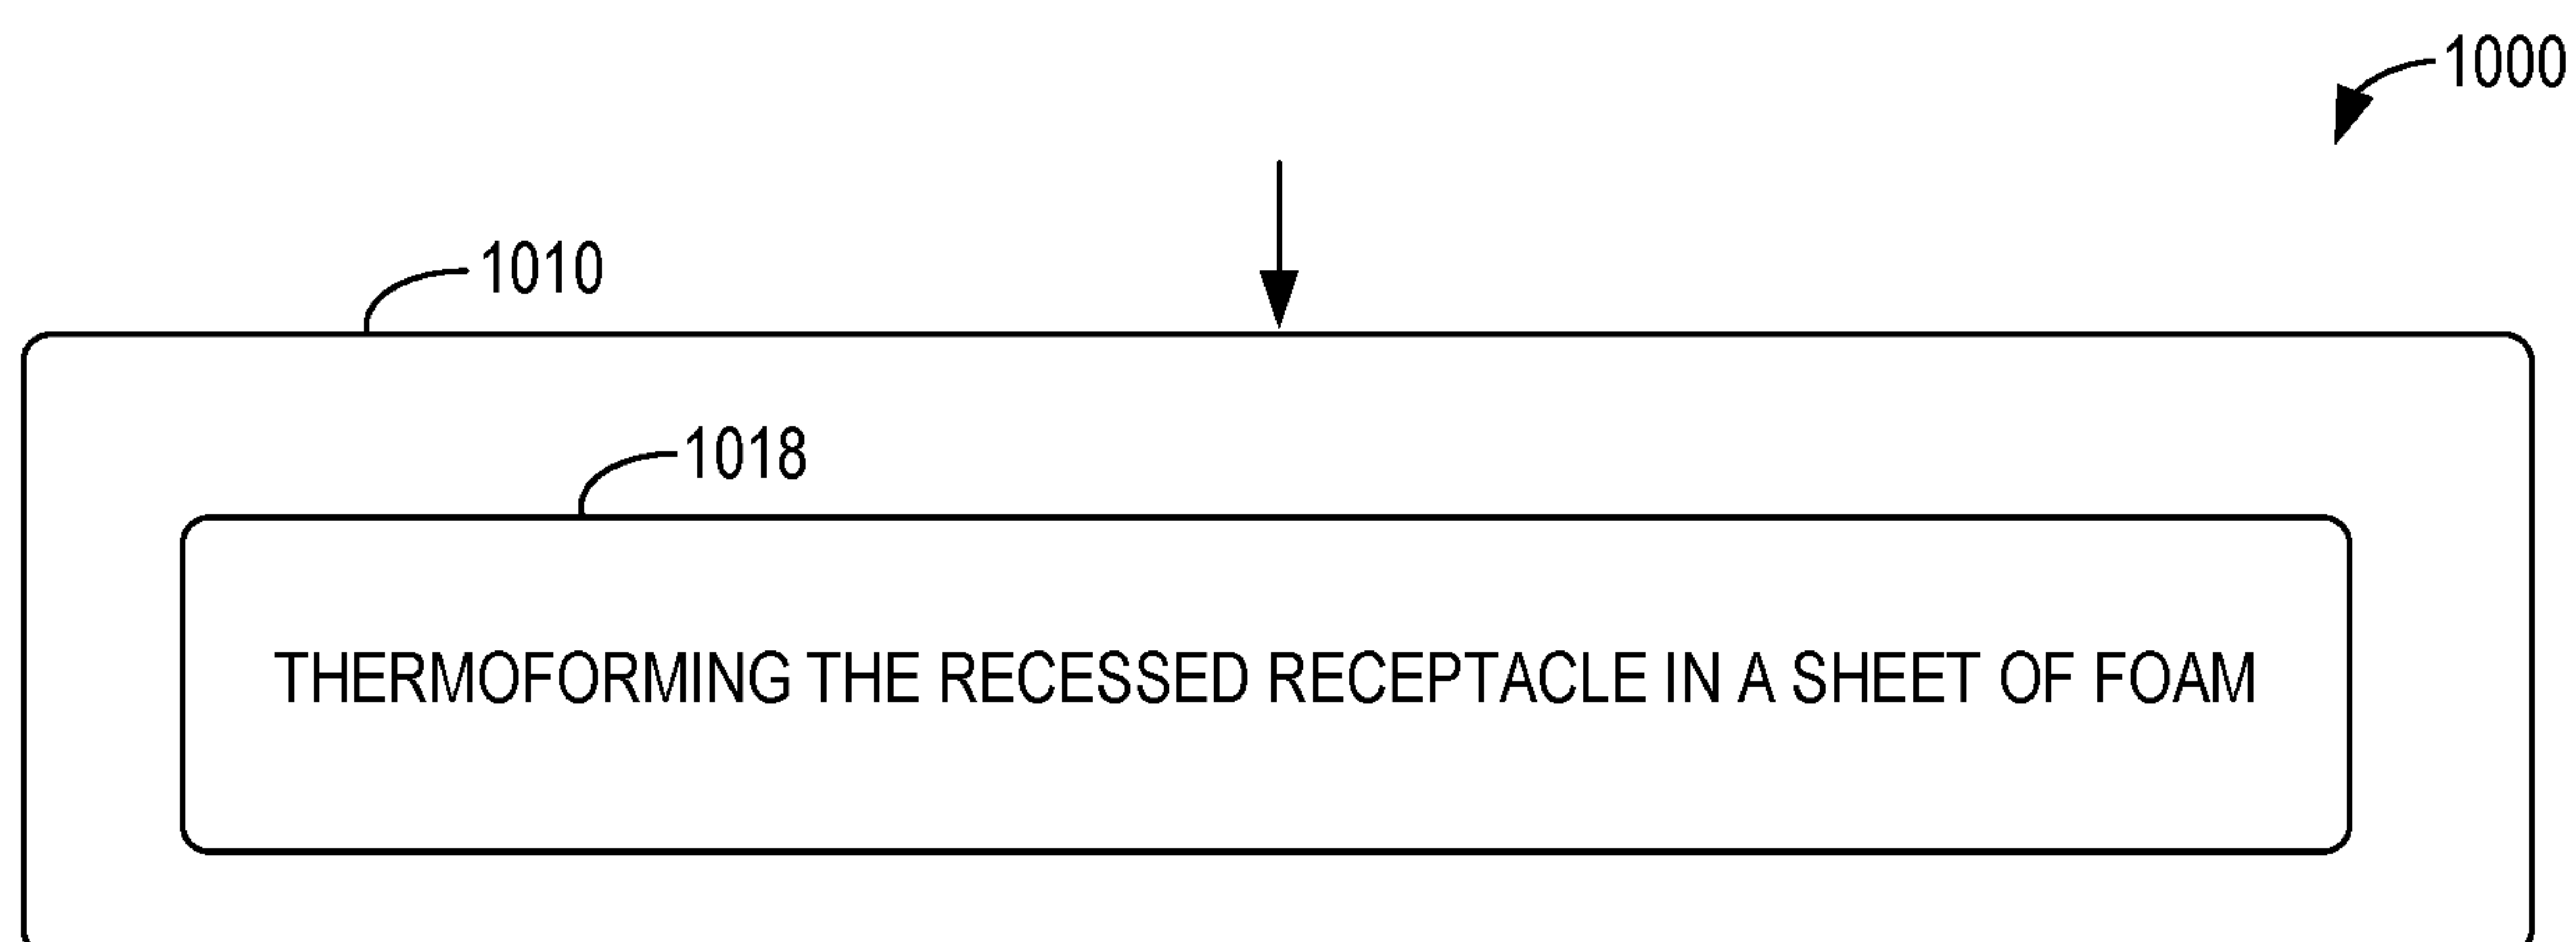 1000
1010
1018
THERMOFORMING THE RECESSED RECEPTACLE IN A SHEET OF FOAM